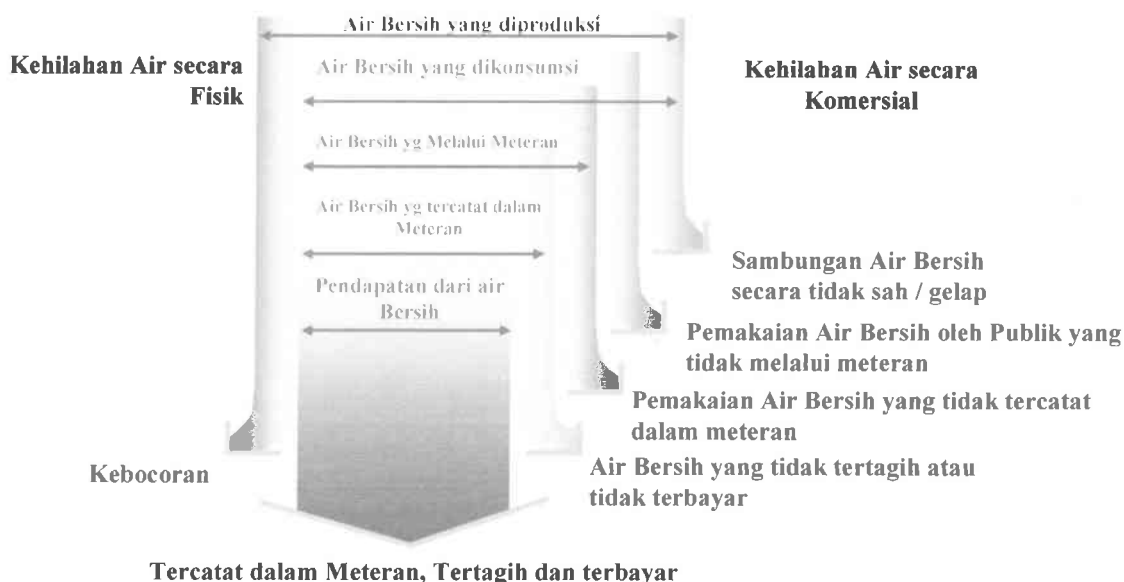 Air Bersih yang diproduksi
Kehilahan Air secara
Fisik
Air Bersih yang dikonsumsi
Kehilahan Air secara
Komersial
Air Bersih yg Melalui Meteran
Air Bersih yg tercatat dalam
Meteran
Pendapatan dari air
Bersih
Sambungan Air Bersih
secara tidak sah / gelap
Pemakaian Air Bersih oleh Publik yang
tidak melalui meteran
Pemakaian Air Bersih yang tidak tercatat
dalam meteran
Kebocoran
Air Bersih yang tidak tertagih atau
tidak terbayar
Tercatat dalam Meteran, Tertagih dan terbayar